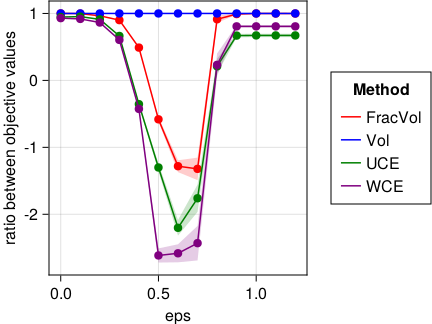 ratio between objective values
1
0
-1
-2
0.0
0.5
1.0
eps
Method
FracVol
Vol
UCE
WCE